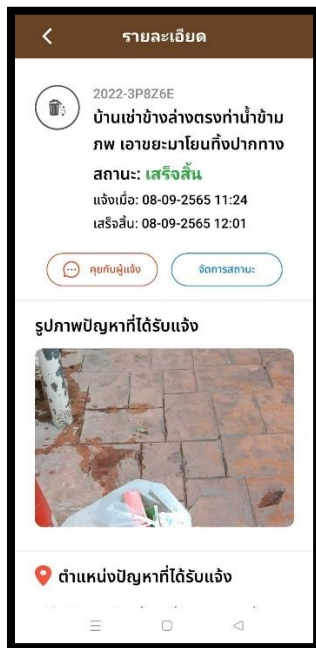 รายละเอียด
2022-3P8Z6E
บ้านเช่าข้างล่างตรงท่าน้ำข้าม
ภพ เอาขยะมาโยนทิ้งปากทาง
สถานะ: เสร็จสิ้น
แจ้งเมื่อ: 08-09-2565 11:24
เสร็จสิ้น: 08-09-2565 12:01
คุยกับผู้แจ้ง
จัดการสถานะ
รูปภาพปัญหาที่ได้รับแจ้ง
ตำแหน่งปัญหาที่ได้รับแจ้ง